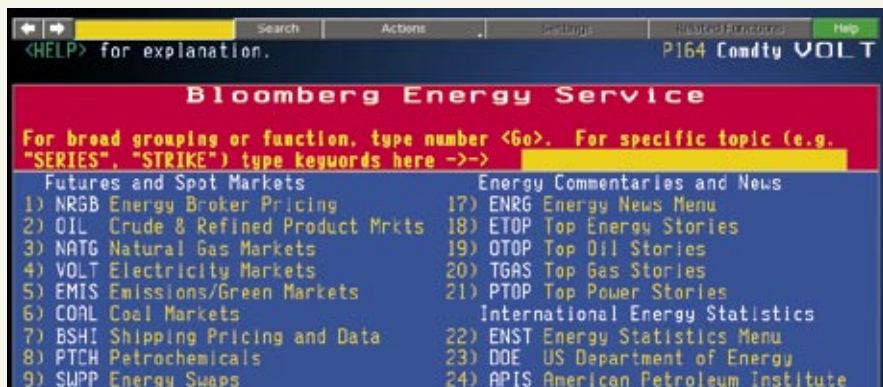 Search Actions Settings Related Functions Help
<HELP> for explanation. P164 Comdty VOLT
Bloomberg Energy Service
For broad grouping or function, type number <Go>. For specific topic (e.g.
"SERIES", "STRIKE") type keywords here ->->
Futures and Spot Markets
1) NRGB Energy Broker Pricing
2) OIL Crude & Refined Product Mrkts
3) NATG Natural Gas Markets
4) VOLT Electricity Markets
5) EMIS Emissions/Green Markets
6) COAL Coal Markets
7) BSHI Shipping Pricing and Data
8) PTCH Petrochemicals
9) SWPP Energy Swaps
Energy Commentaries and News
17) ENRG Energy News Menu
18) ETOP Top Energy Stories
19) OTOP Top Oil Stories
20) TGAS Top Gas Stories
21) PTOP Top Power Stories
International Energy Statistics
22) ENST Energy Statistics Menu
23) DOE US Department of Energy
24) APIS American Petroleum Institute